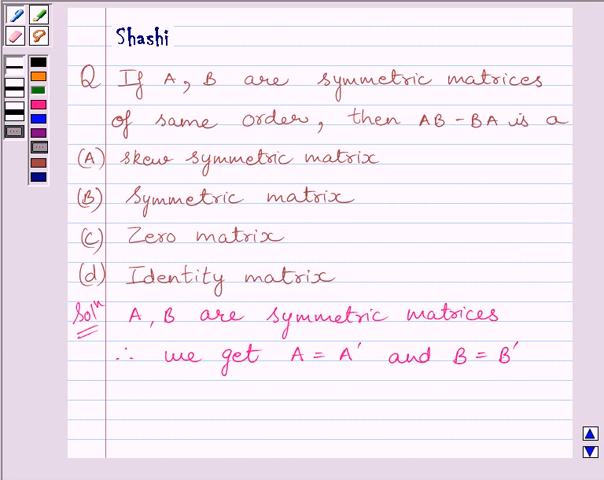 Shashi
Q If A, B are symmetric matrices
of same order, then AB - BA is a
(A) skew symmetric matrix
(B) Symmetric matrix
(C) Zero matrix
(d) Identity matrix
Solⁿ A, B are symmetric matrices
∴ we get A = A' and B = B'